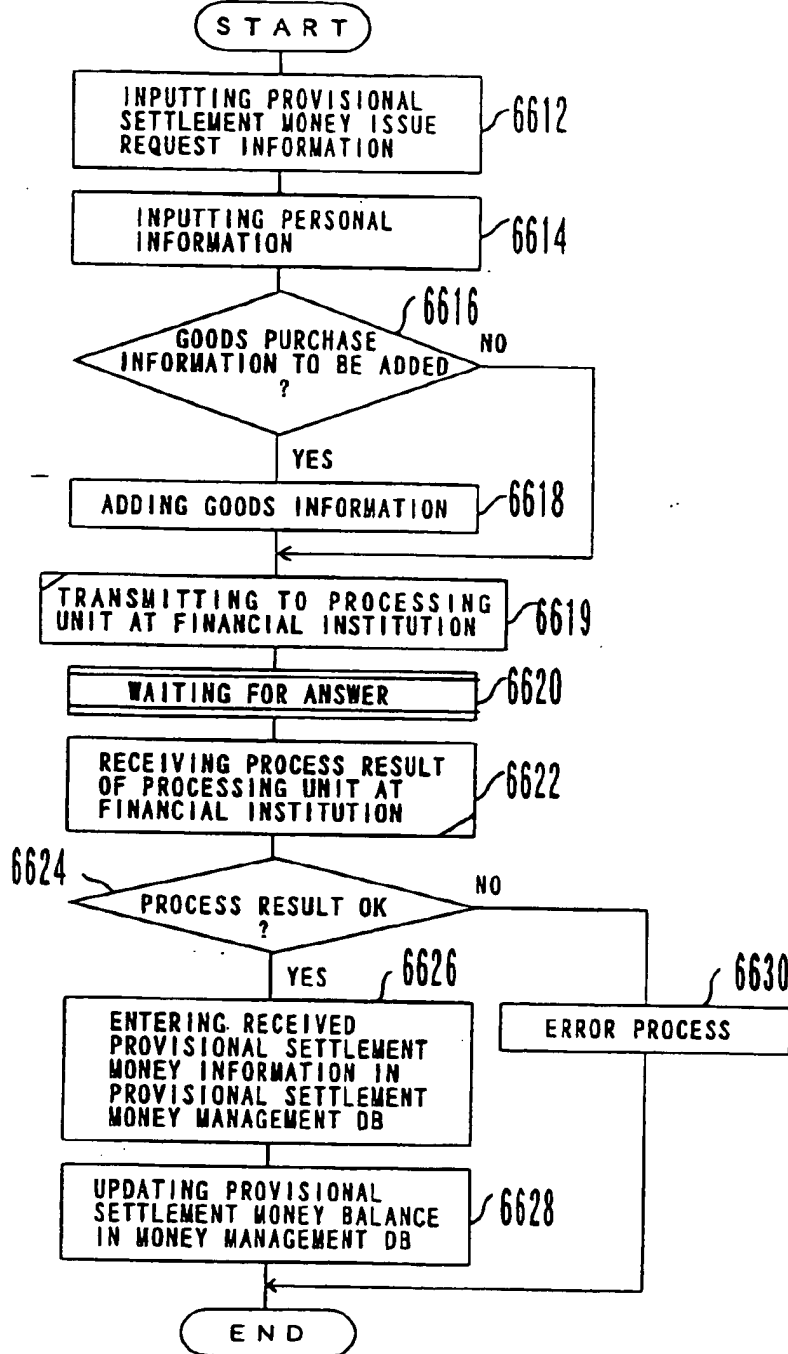 START
INPUTTING PROVISIONAL
SETTLEMENT MONEY ISSUE
REQUEST INFORMATION
6612
INPUTTING PERSONAL
INFORMATION
6614
6616
GOODS PURCHASE
INFORMATION TO BE ADDED
?
NO
YES
ADDING GOODS INFORMATION
6618
TRANSMITTING TO PROCESSING
UNIT AT FINANCIAL INSTITUTION
6619
WAITING FOR ANSWER
6620
RECEIVING PROCESS RESULT
OF PROCESSING UNIT AT
FINANCIAL INSTITUTION
6622
6624
PROCESS RESULT OK
?
NO
YES
6626
ENTERING RECEIVED
PROVISIONAL SETTLEMENT
MONEY INFORMATION IN
PROVISIONAL SETTLEMENT
MONEY MANAGEMENT DB
6630
ERROR PROCESS
UPDATING PROVISIONAL
SETTLEMENT MONEY BALANCE
IN MONEY MANAGEMENT DB
6628
END